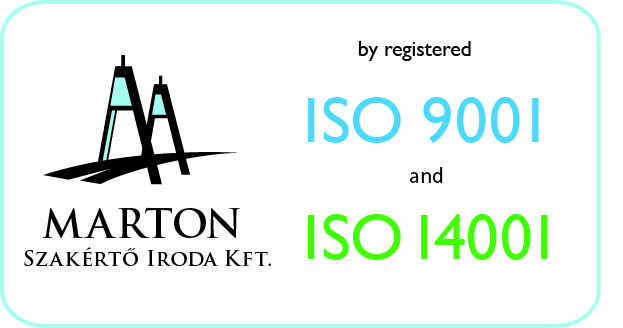 MARTON
SZAKÉRTŐ IRODA KFT.
by registered
ISO 9001
and
ISO 14001